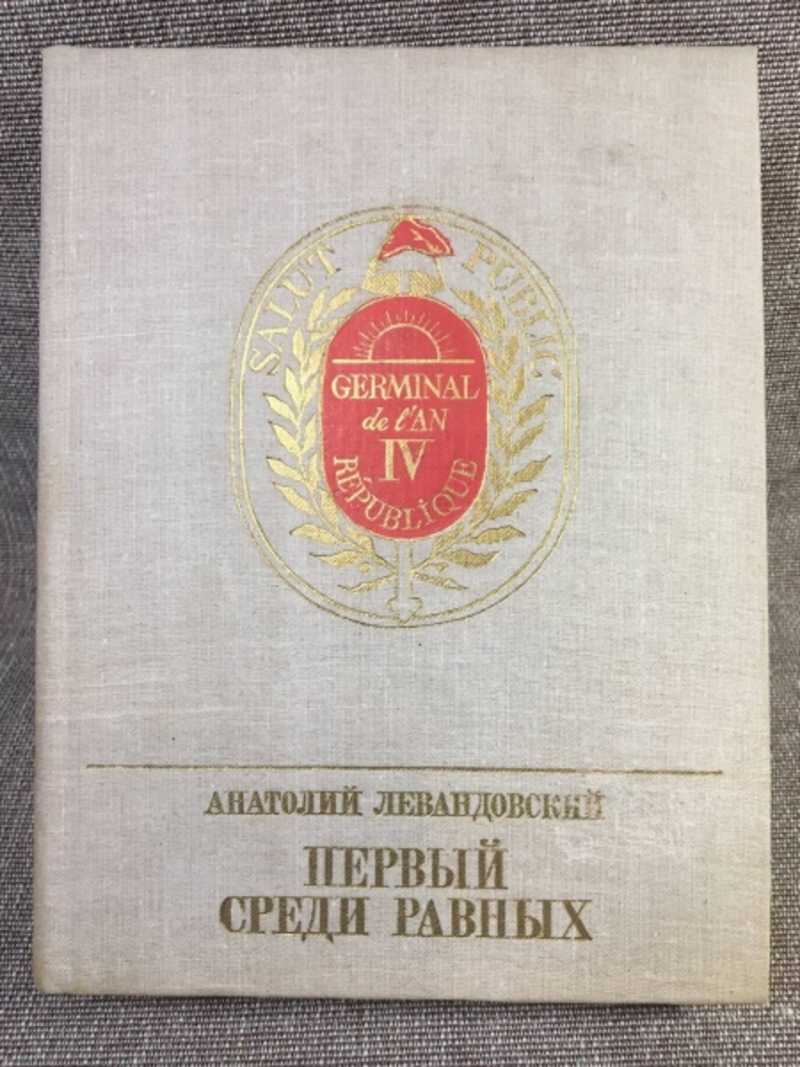 SALUT PUBLIC
GERMINAL
de l'AN
IV
RÉPUBLIQUE
АНАТОЛИЙ ЛЕВАНДОВСКИЙ
ПЕРВЫЙ
СРЕДИ РАВНЫХ